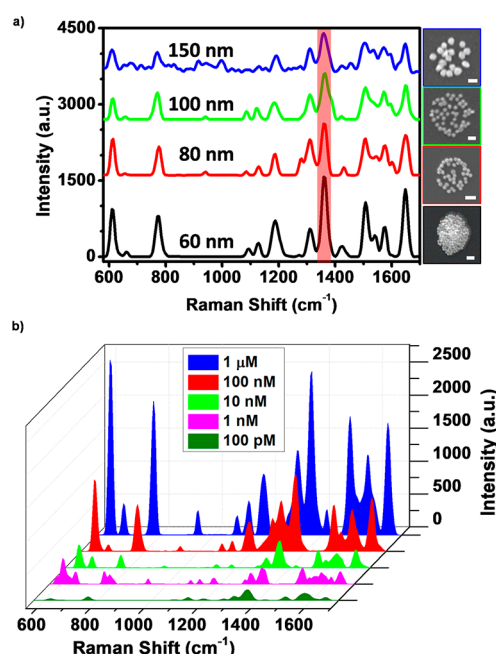 a)
4500
3000
1500
0
Intensity (a.u.)
150 nm
100 nm
80 nm
60 nm
600 800 1000 1200 1400 1600
Raman Shift (cm⁻¹)
b)
1 μM
100 nM
10 nM
1 nM
100 pM
2500
2000
1500
1000
500
0
Intensity (a.u.)
600 800 1000 1200 1400 1600
Raman Shift (cm⁻¹)